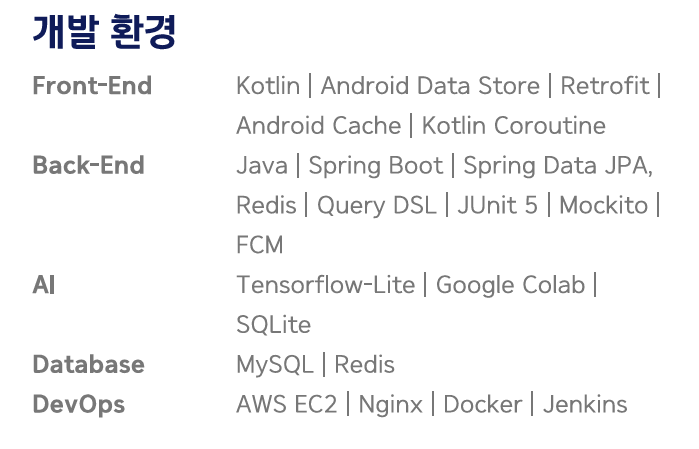 개발 환경
Front-End Kotlin | Android Data Store | Retrofit |
Android Cache | Kotlin Coroutine
Back-End Java | Spring Boot | Spring Data JPA,
Redis | Query DSL | JUnit 5 | Mockito |
FCM
AI Tensorflow-Lite | Google Colab |
SQLite
Database MySQL | Redis
DevOps AWS EC2 | Nginx | Docker | Jenkins